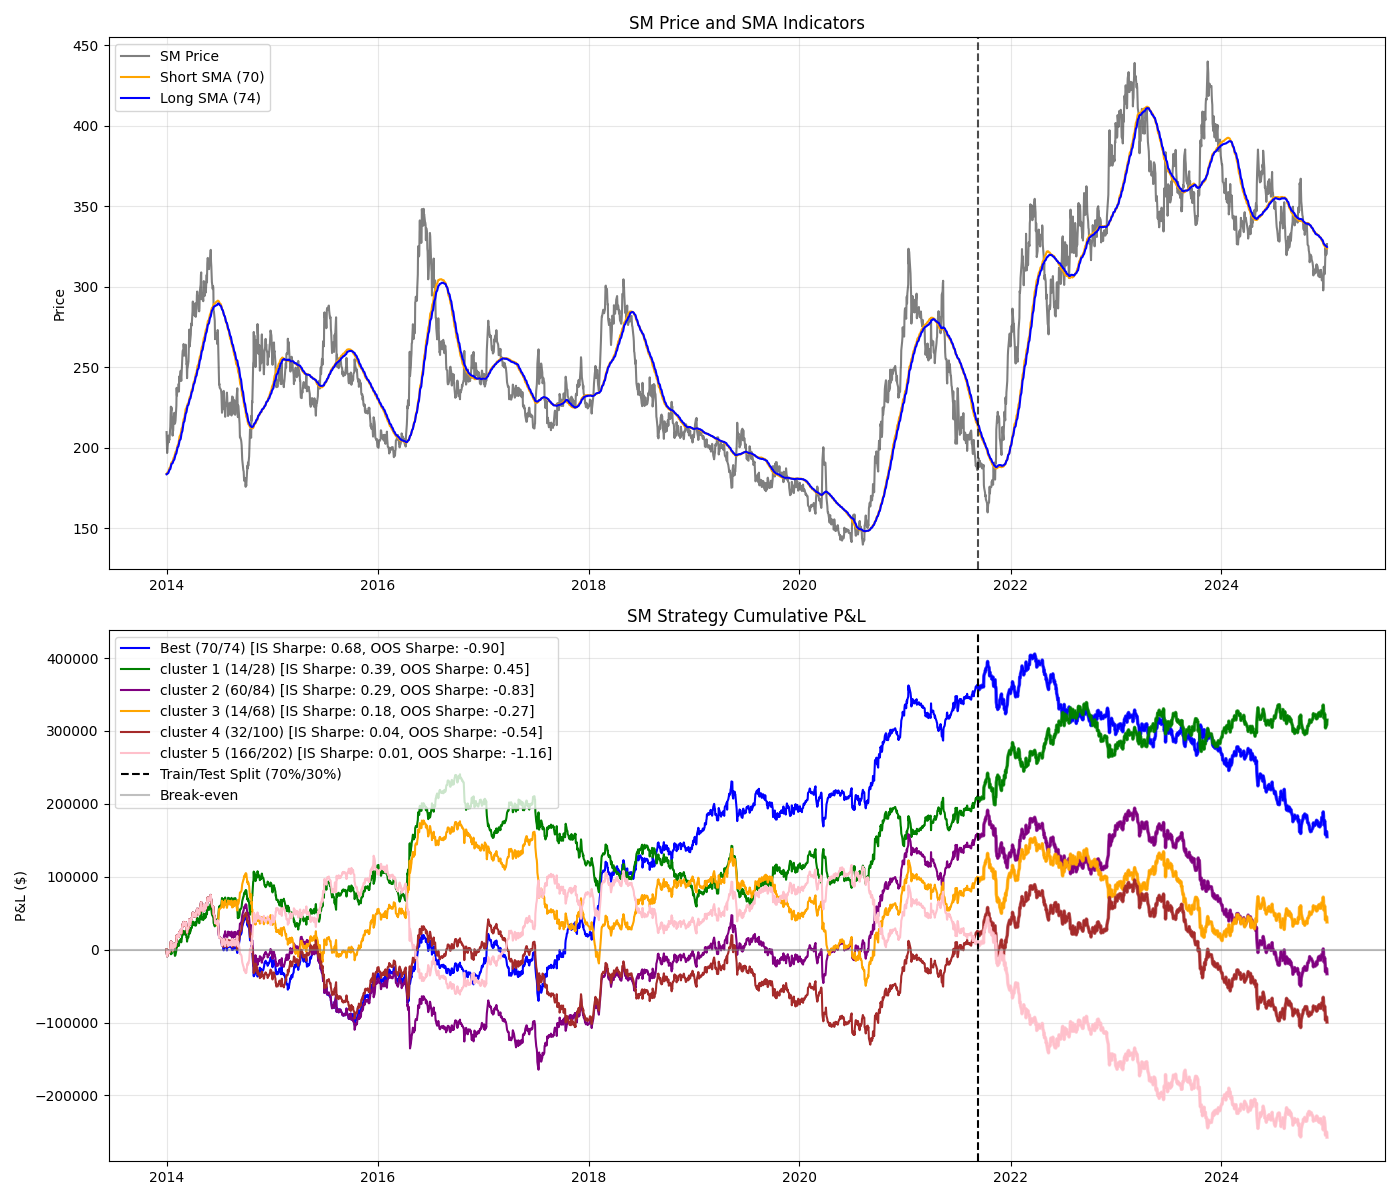 SM Price and SMA Indicators
SM Price
Short SMA (70)
Long SMA (74)
Price
450
400
350
300
250
200
150
2014
2016
2018
2020
2022
2024
SM Strategy Cumulative P&L
Best (70/74) [IS Sharpe: 0.68, OOS Sharpe: -0.90]
cluster 1 (14/28) [IS Sharpe: 0.39, OOS Sharpe: 0.45]
cluster 2 (60/84) [IS Sharpe: 0.29, OOS Sharpe: -0.83]
cluster 3 (14/68) [IS Sharpe: 0.18, OOS Sharpe: -0.27]
cluster 4 (32/100) [IS Sharpe: 0.04, OOS Sharpe: -0.54]
cluster 5 (166/202) [IS Sharpe: 0.01, OOS Sharpe: -1.16]
Train/Test Split (70%/30%)
Break-even
P&L ($)
400000
300000
200000
100000
0
−100000
−200000
2014
2016
2018
2020
2022
2024